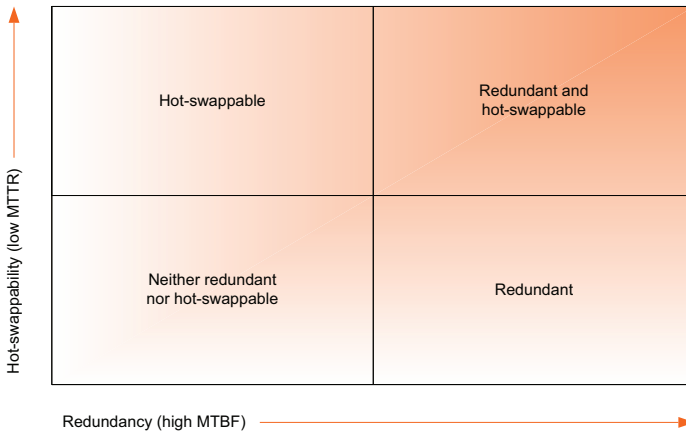 Hot-swappability (low MTTR)
Hot-swappable
Redundant and
hot-swappable
Neither redundant
nor hot-swappable
Redundant
Redundancy (high MTBF)